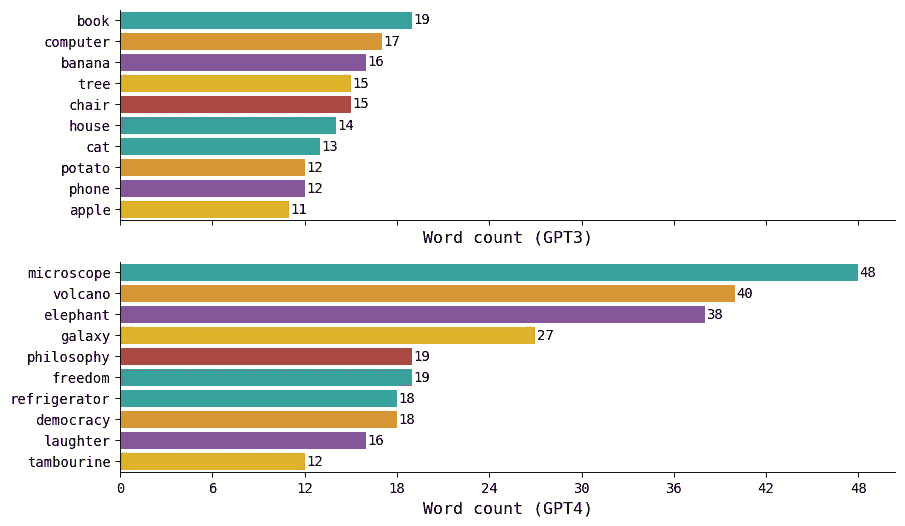 book 19
computer 17
banana 16
tree 15
chair 15
house 14
cat 13
potato 12
phone 12
apple 11
Word count (GPT3)
microscope 48
volcano 40
elephant 38
galaxy 27
philosophy 19
freedom 19
refrigerator 18
democracy 18
laughter 16
tambourine 12
0 6 12 18 24 30 36 42 48
Word count (GPT4)